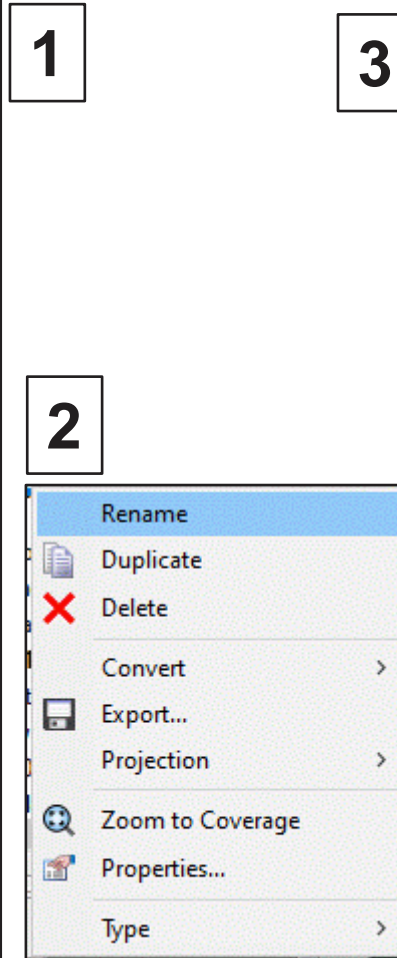 1
3
2
Rename
Duplicate
Delete
Convert
Export...
Projection
Zoom to Coverage
Properties...
Type